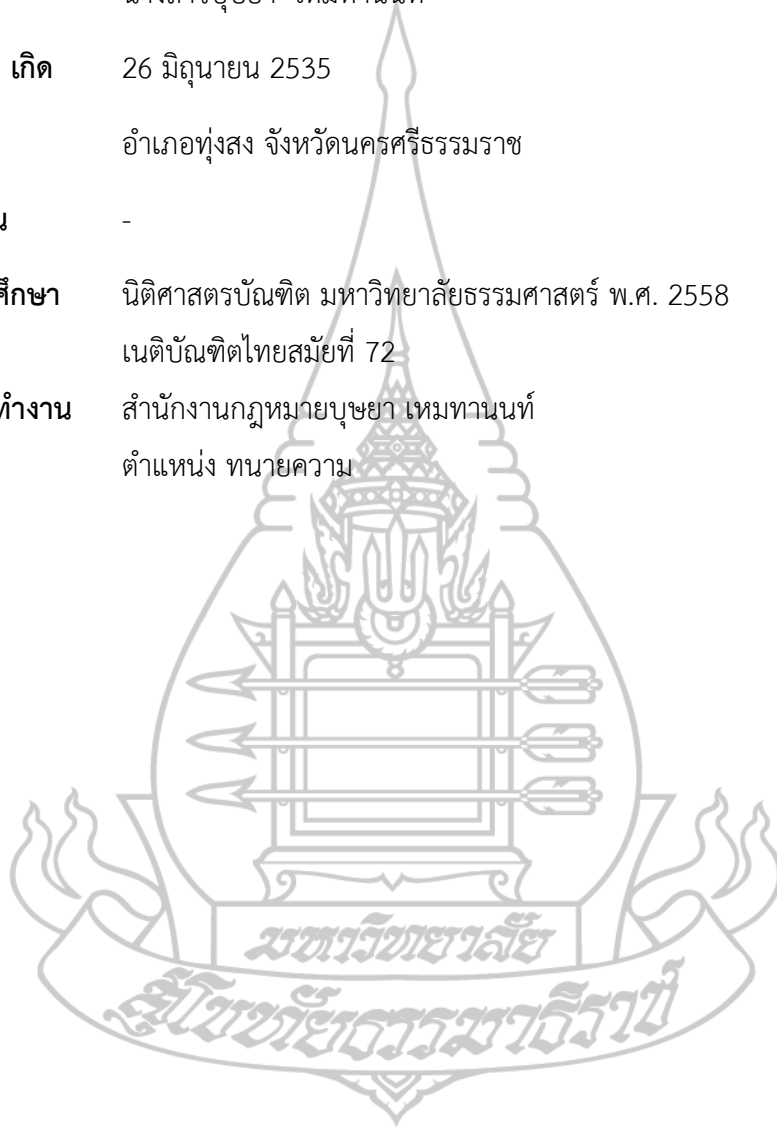 เกิด 26 มิถุนายน 2535
อำเภอทุ่งสง จังหวัดนครศรีธรรมราช
-
นิติศาสตรบัณฑิต มหาวิทยาลัยธรรมศาสตร์ พ.ศ. 2558
เนติบัณฑิตไทยสมัยที่ 72
ทำงาน สำนักงานกฎหมายบุษยา เหมทานนท์
ตำแหน่ง ทนายความ
มหาวิทยาลัย
สุโขทัยธรรมาธิราช